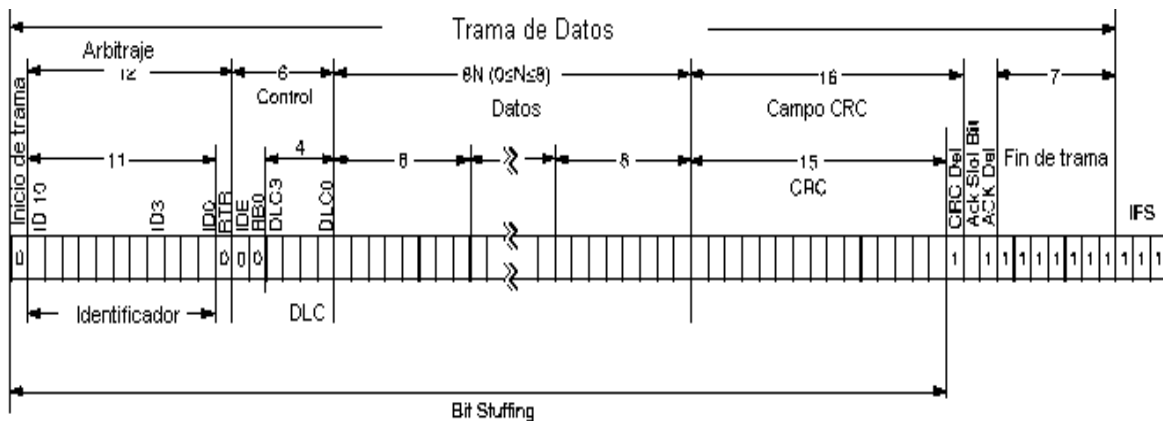 Trama de Datos
Arbitraje
12
6
8N (0≤N≤8)
16
7
Control
Datos
Campo CRC
Inicio de trama
11
4
8
8
15
CRC
Fin de trama
ID 10
ID3
ID0
RTR
IDE
RB0
DLC3
DLC0
CRC Del
Ack Slot Bit
ACK Del
IFS
0 0 0 0 1 1 1 1 1 1 1 1 1 1 1 1
Identificador
DLC
Bit Stuffing